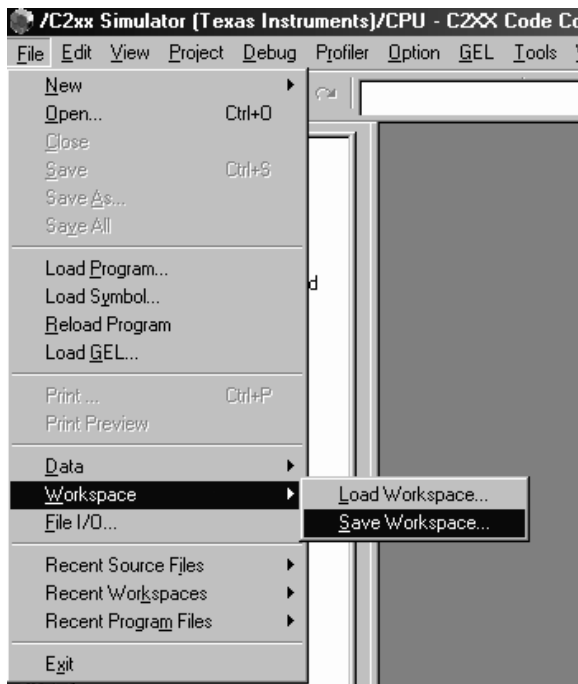 /C2xx Simulator (Texas Instruments)/CPU - C2XX Code Co
File Edit View Project Debug Profiler Option GEL Tools
New
Open... Ctrl+O
Close
Save Ctrl+S
Save As...
Save All
d
Load Program...
Load Symbol...
Reload Program
Load GEL...
Print ... Ctrl+P
Print Preview
Data
Workspace
Load Workspace...
Save Workspace...
File I/O...
Recent Source Files
Recent Workspaces
Recent Program Files
Exit